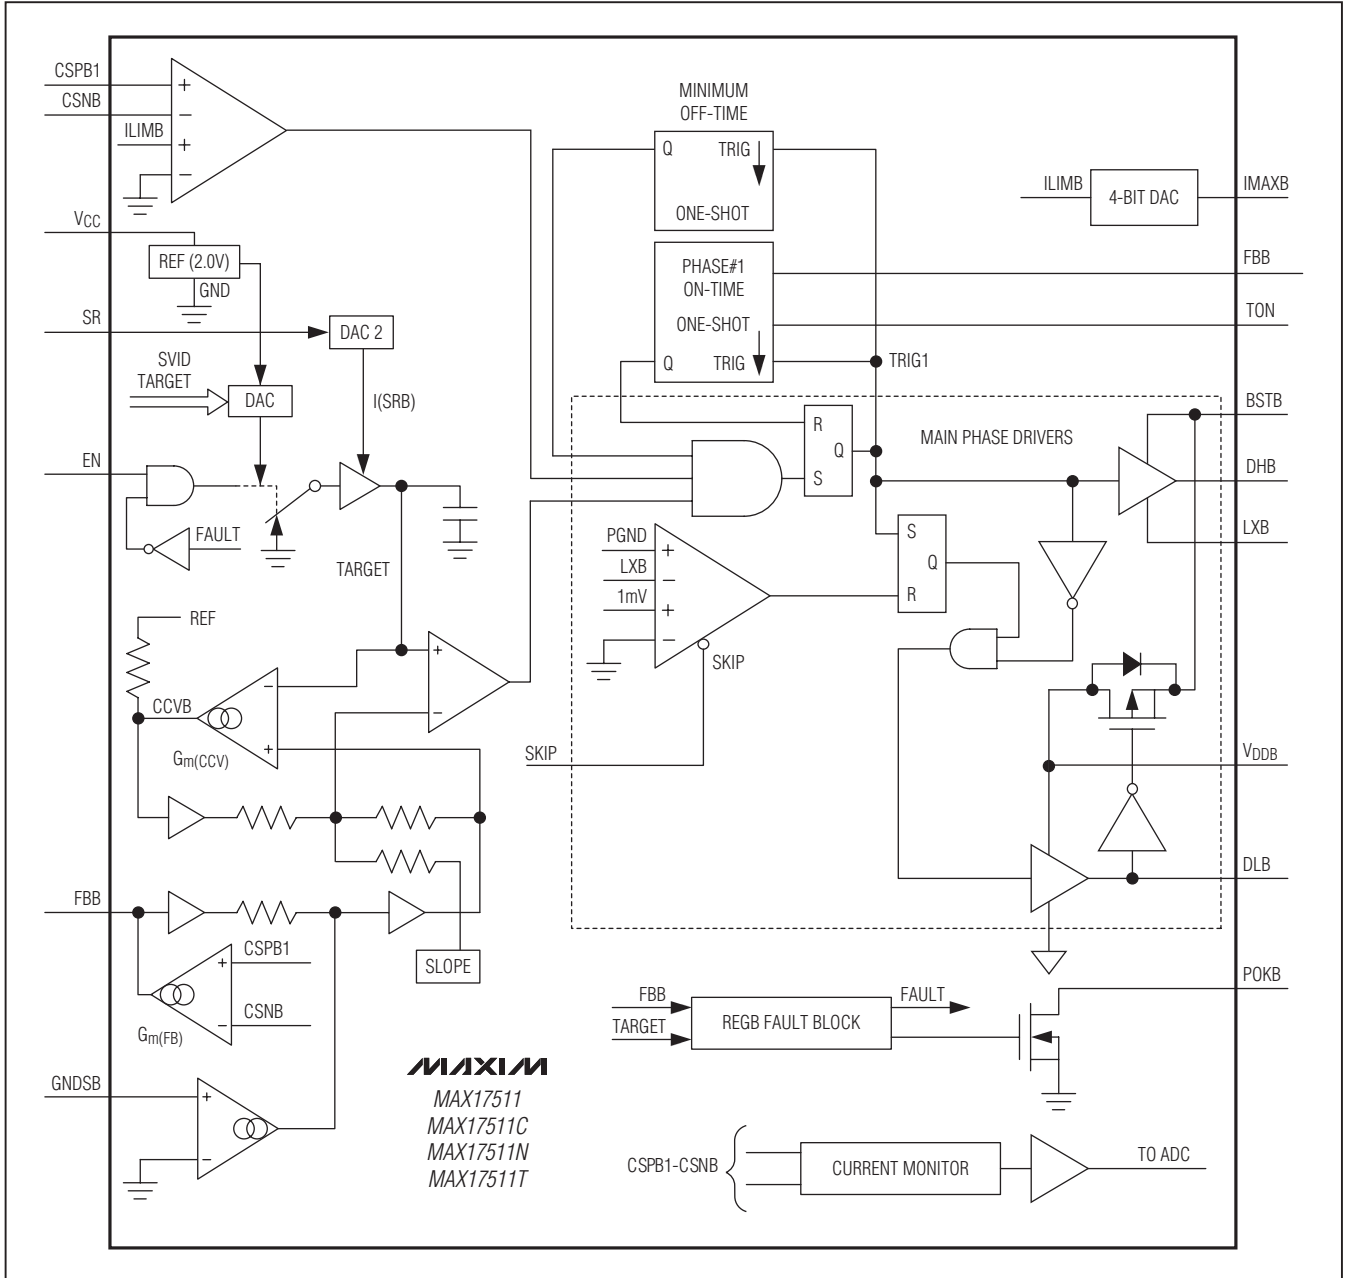 CSPB1
CSNB
ILIMB
+
−
+
−
VCC
REF (2.0V)
GND
SR
DAC 2
SVID
TARGET
DAC
I(SRB)
EN
FAULT
TARGET
REF
CCVB
−
+
Gm(CCV)
+
−
FBB
CSPB1
+
CSNB
−
Gm(FB)
SLOPE
GNDSB
+
−
MAXIM
MAX17511
MAX17511C
MAX17511N
MAX17511T
MINIMUM
OFF-TIME
Q
TRIG
ONE-SHOT
PHASE#1
ON-TIME
ONE-SHOT
Q
TRIG
TRIG1
ILIMB
4-BIT DAC
IMAXB
FBB
TON
R
Q
S
MAIN PHASE DRIVERS
BSTB
DHB
LXB
PGND
+
LXB
−
1mV
+
−
SKIP
S
Q
R
SKIP
VDDB
DLB
POKB
FBB
TARGET
REGB FAULT BLOCK
FAULT
CSPB1-CSNB
CURRENT MONITOR
TO ADC